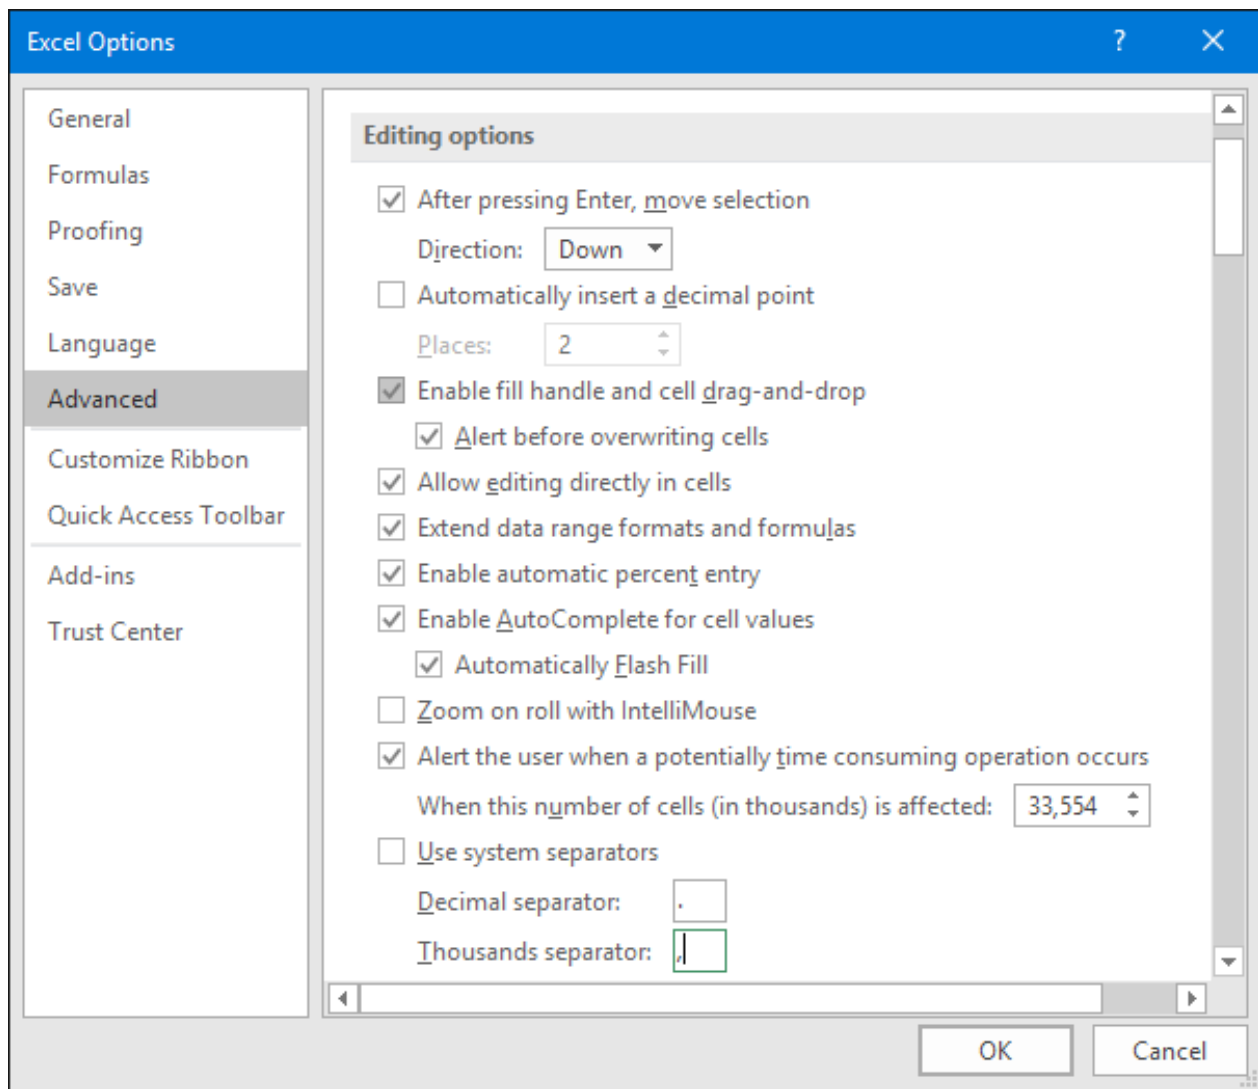 Excel Options
?
General
Formulas
Proofing
Save
Language
Advanced
Customize Ribbon
Quick Access Toolbar
Add-ins
Trust Center
Editing options
After pressing Enter, move selection
Direction: Down
Automatically insert a decimal point
Places: 2
Enable fill handle and cell drag-and-drop
Alert before overwriting cells
Allow editing directly in cells
Extend data range formats and formulas
Enable automatic percent entry
Enable AutoComplete for cell values
Automatically Flash Fill
Zoom on roll with IntelliMouse
Alert the user when a potentially time consuming operation occurs
When this number of cells (in thousands) is affected: 33,554
Use system separators
Decimal separator: .
Thousands separator: ,
OK
Cancel